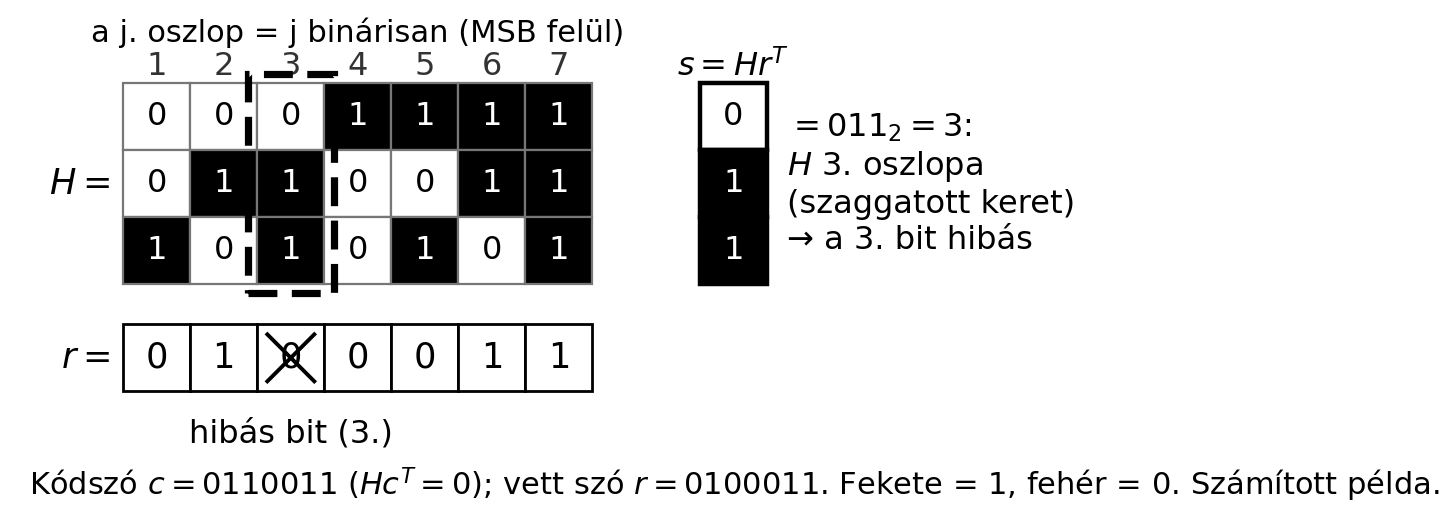 a j. oszlop = j binárisan (MSB felül)
1 2 3 4 5 6 7
s = Hrᵀ
0 0 0 1 1 1 1
H = 0 1 1 0 0 1 1
1 0 1 0 1 0 1
0
1
1
= 011₂ = 3:
H 3. oszlopa
(szaggatott keret)
→ a 3. bit hibás
r = 0 1 0 0 0 1 1
hibás bit (3.)
Kódszó c = 0110011 (Hcᵀ = 0); vett szó r = 0100011. Fekete = 1, fehér = 0. Számított példa.